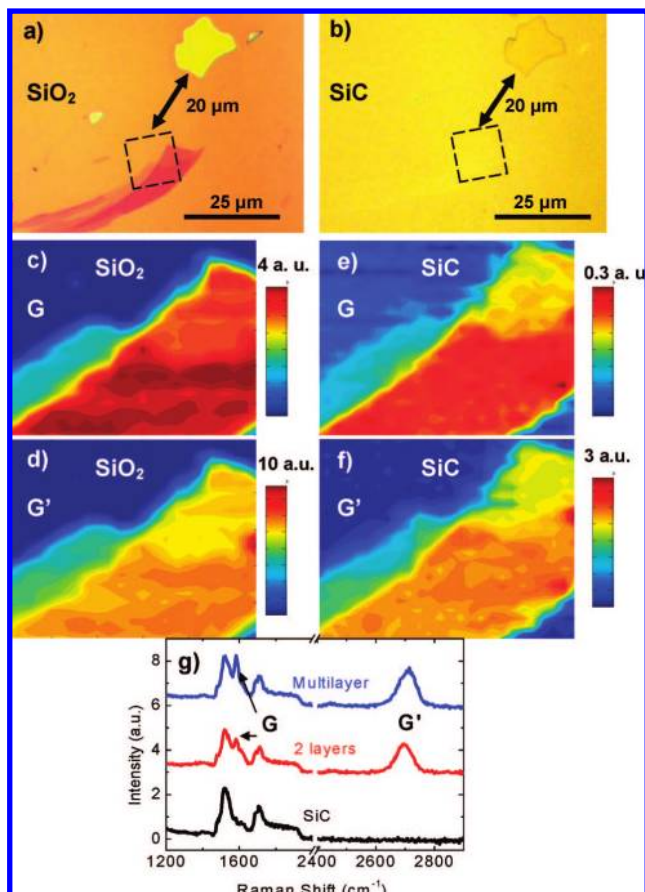 a)
SiO2
20 µm
25 µm
b)
SiC
20 µm
25 µm
c)
SiO2
G
4 a. u.
e)
SiC
G
0.3 a. u
d)
SiO2
G'
10 a.u.
f)
SiC
G'
3 a.u.
g)
Multilayer
G
G'
2 layers
SiC
Intensity (a.u.)
8
6
4
2
0
1200
1600
2000
2400
2600
2800
Raman Shift (cm-1)